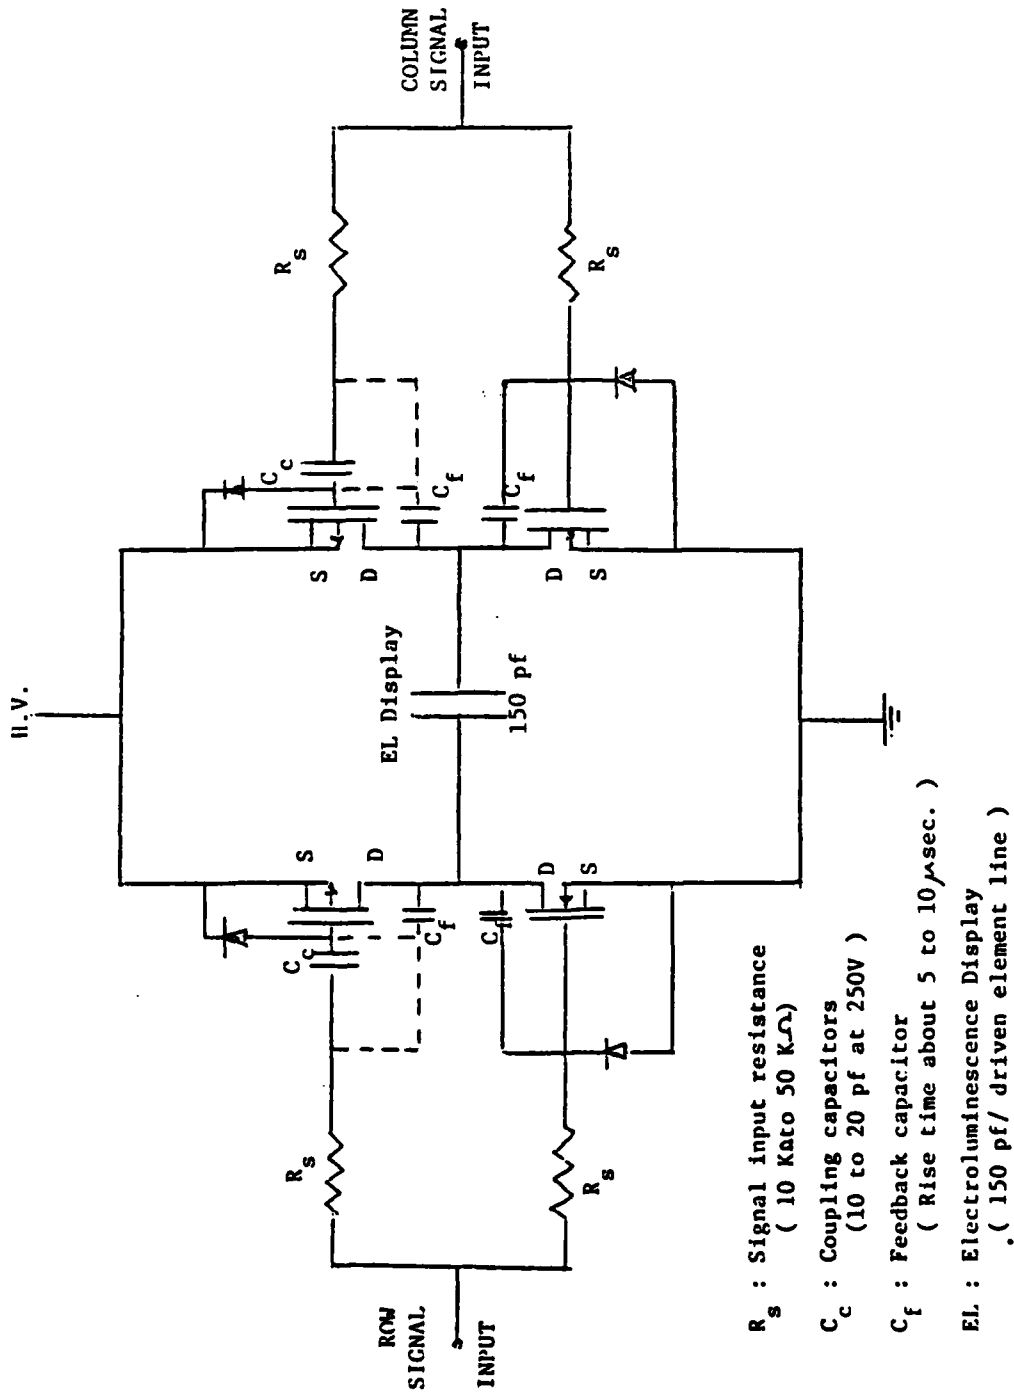 H.V.
COLUMN
SIGNAL
INPUT
R s
R s
C c
C f
C f
S
D
D
S
EL Display
150 pf
S
D
D
S
C c
C f
C
R s
R s
ROW
SIGNAL
INPUT
R s : Signal input resistance
( 10 KΩto 50 KΩ)
C c : Coupling capacitors
(10 to 20 pf at 250V )
C f : Feedback capacitor
( Rise time about 5 to 10 μsec. )
EL : Electroluminescence Display
.( 150 pf/ driven element line )